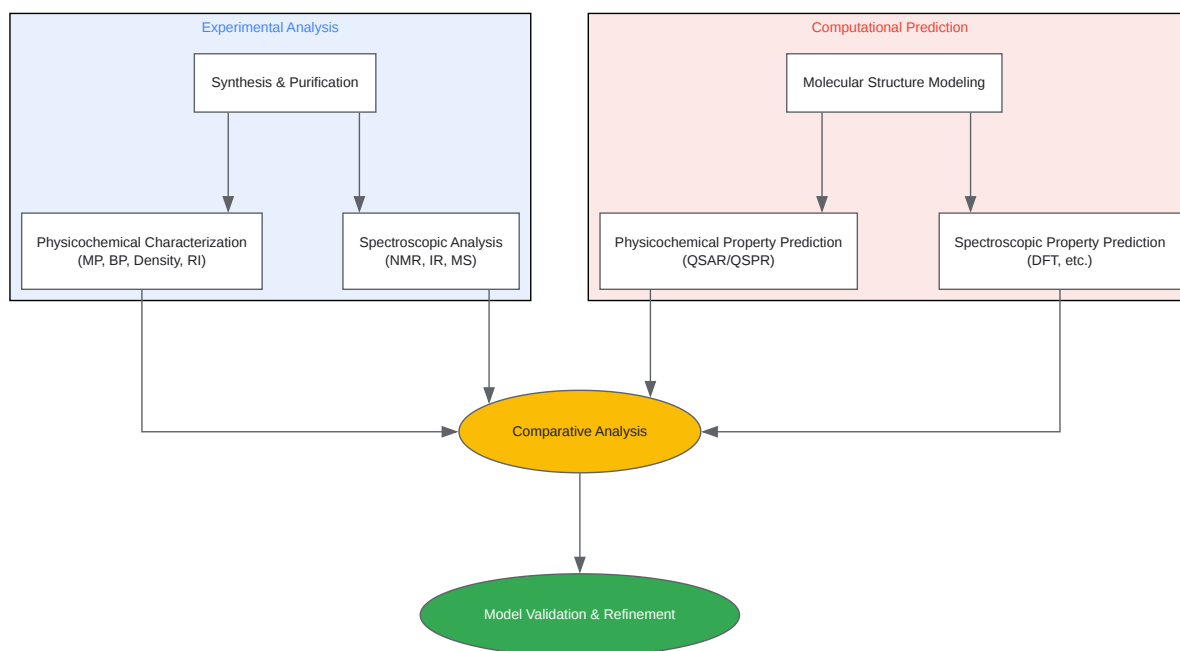 Experimental Analysis
Computational Prediction
Synthesis & Purification
Molecular Structure Modeling
Physicochemical Characterization
(MP, BP, Density, RI)
Spectroscopic Analysis
(NMR, IR, MS)
Physicochemical Property Prediction
(QSAR/QSPR)
Spectroscopic Property Prediction
(DFT, etc.)
Comparative Analysis
Model Validation & Refinement